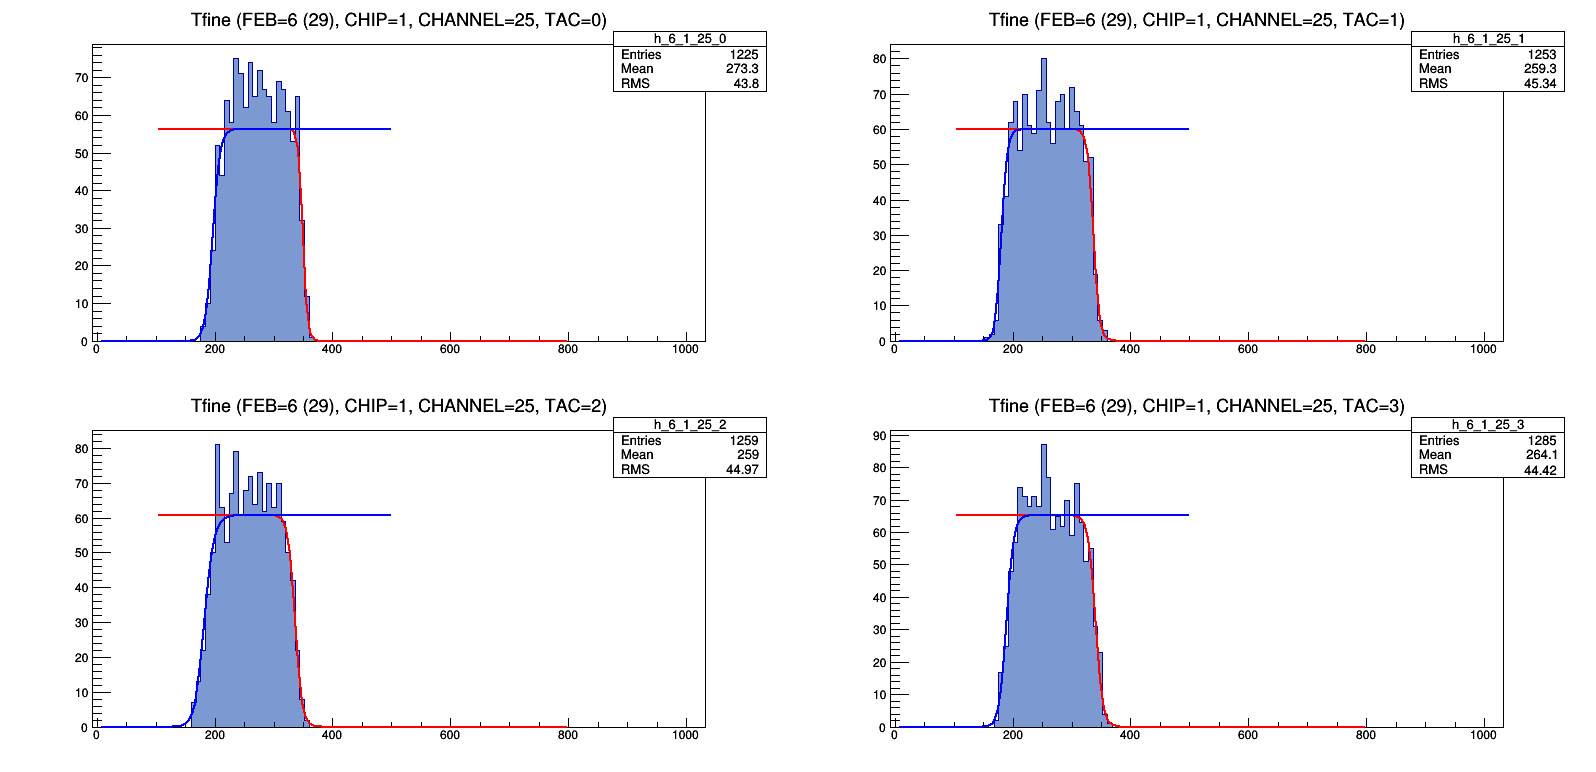 Tfine (FEB=6 (29), CHIP=1, CHANNEL=25, TAC=0)
h_6_1_25_0
Entries 1225
Mean 273.3
RMS 43.8
70
60
50
40
30
20
10
0
0 200 400 600 800 1000
Tfine (FEB=6 (29), CHIP=1, CHANNEL=25, TAC=1)
h_6_1_25_1
Entries 1253
Mean 259.3
RMS 45.34
80
70
60
50
40
30
20
10
0
0 200 400 600 800 1000
Tfine (FEB=6 (29), CHIP=1, CHANNEL=25, TAC=2)
h_6_1_25_2
Entries 1259
Mean 259
RMS 44.97
80
70
60
50
40
30
20
10
0
0 200 400 600 800 1000
Tfine (FEB=6 (29), CHIP=1, CHANNEL=25, TAC=3)
h_6_1_25_3
Entries 1285
Mean 264.1
RMS 44.42
90
80
70
60
50
40
30
20
10
0
0 200 400 600 800 1000